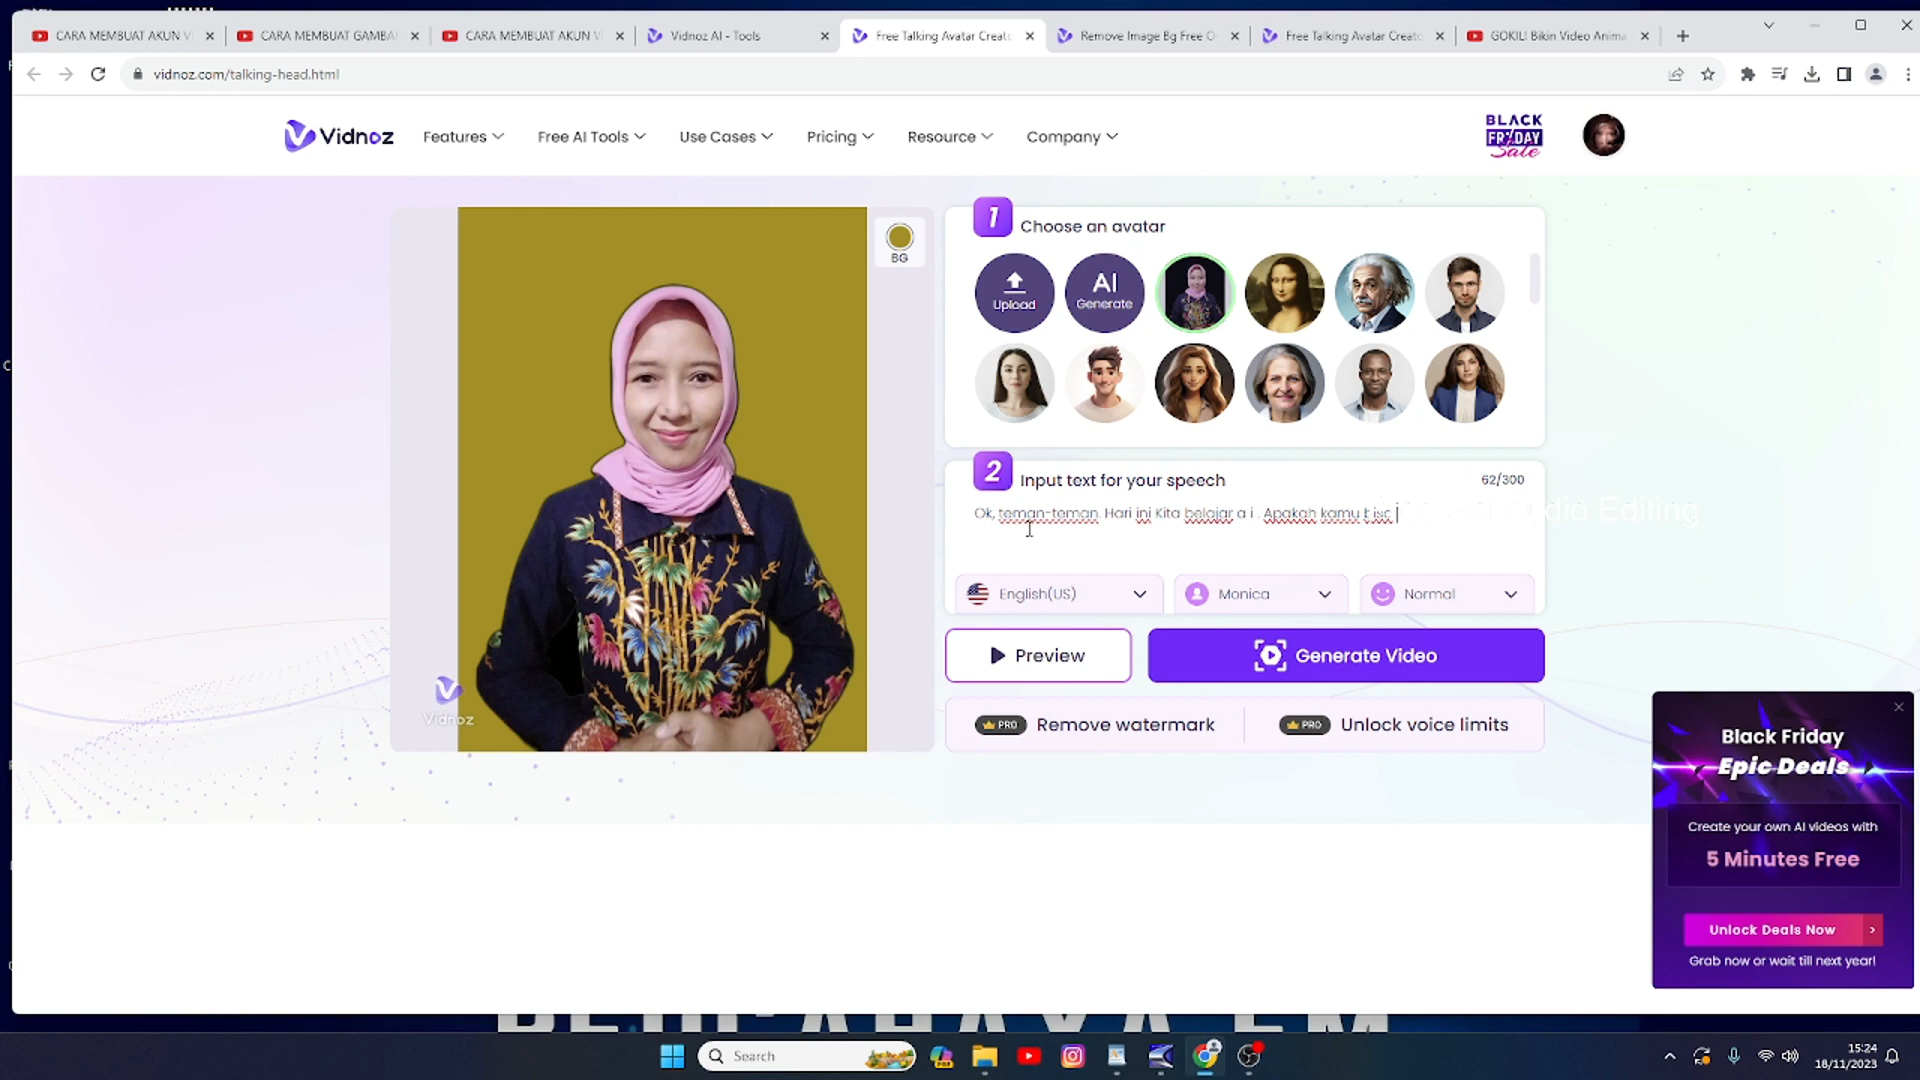 CARA MEMBUAT AKUN V
CARA MEMBUAT GAMBA
CARA MEMBUAT AKUN V
Vidnoz AI - Tools
Free Talking Avatar Creato
Remove Image Bg Free O
Free Talking Avatar Creato
GOKIL! Bikin Video Anima
vidnoz.com/talking-head.html
Vidnoz
Features
Free AI Tools
Use Cases
Pricing
Resource
Company
BLACK
FRIDAY
Sale
BG
1
Choose an avatar
Upload
AI
Generate
2
Input text for your speech
62/300
Ok, teman-teman. Hari ini Kita belajar a i . Apakah kamu
dio Editing
English(US)
Monica
Normal
Preview
Generate Video
PRO
Remove watermark
PRO
Unlock voice limits
Vidnoz
Black Friday
Epic Deals
Create your own AI videos with
5 Minutes Free
Unlock Deals Now
Grab now or wait till next year!
Search
15:24
18/11/2023